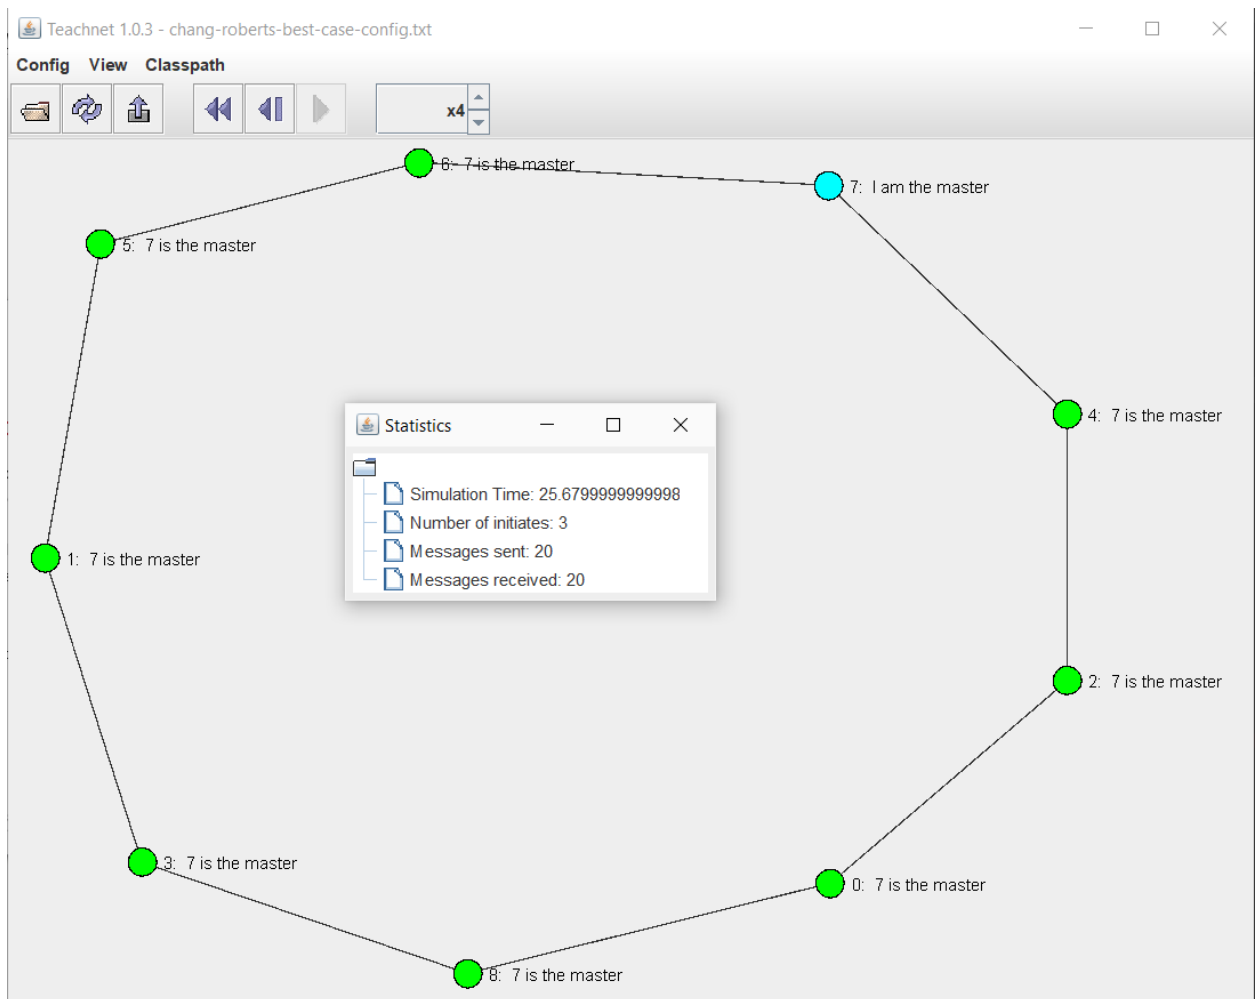 Teachnet 1.0.3 - chang-roberts-best-case-config.txt
Config View Classpath
x4
6: 7 is the master
7: I am the master
5: 7 is the master
4: 7 is the master
Statistics
Simulation Time: 25.6799999999998
Number of initiates: 3
Messages sent: 20
Messages received: 20
1: 7 is the master
2: 7 is the master
3: 7 is the master
0: 7 is the master
8: 7 is the master